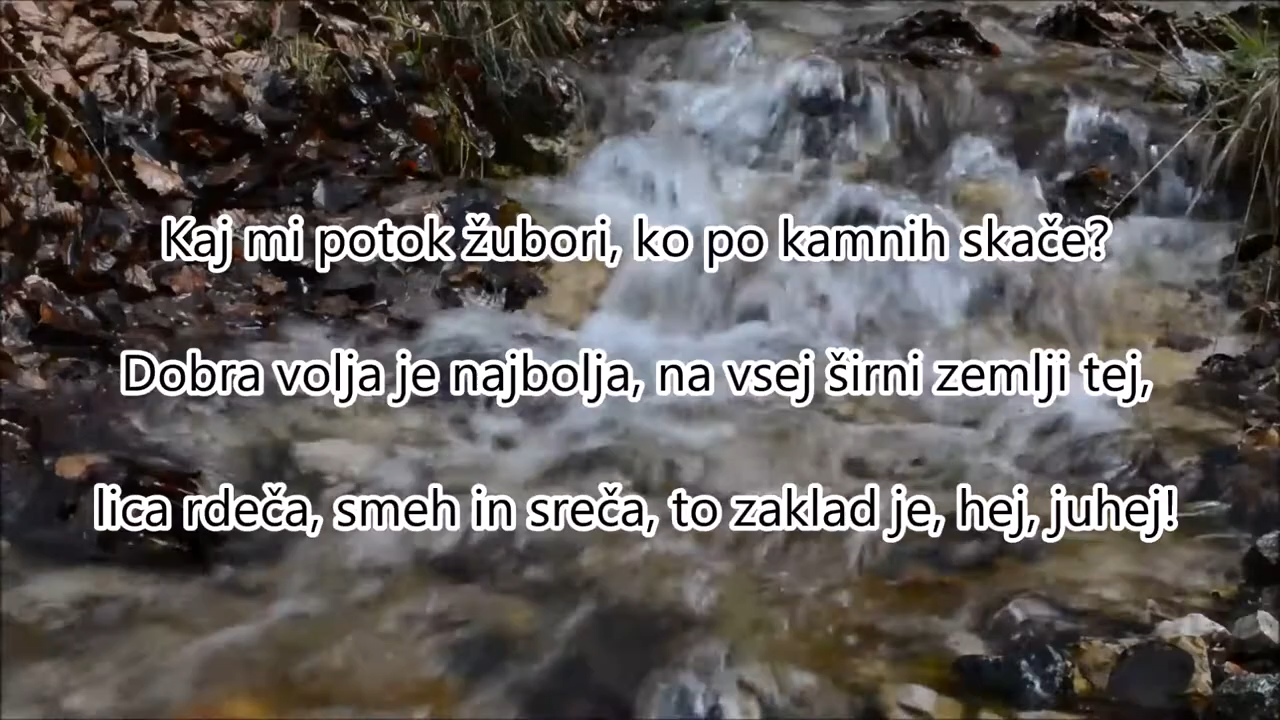 Kaj mi potok žubori, ko po kamnih skače?
Dobra volja je najbolja, na vsej širni zemlji tej,
lica rdeča, smeh in sreča, to zaklad je, hej, juhej!